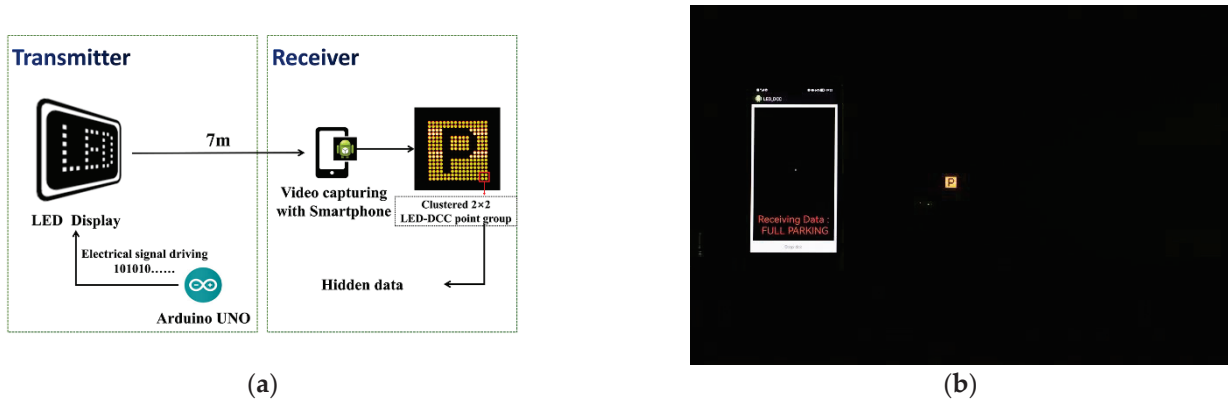 Transmitter
Receiver
LED
7m
P
LED Display
Video capturing
with Smartphone
Clustered 2×2
LED-DCC point group
Electrical signal driving
101010......
Hidden data
Arduino UNO
(a)
LED_DCC
P
Receiving Data :
FULL PARKING
(b)